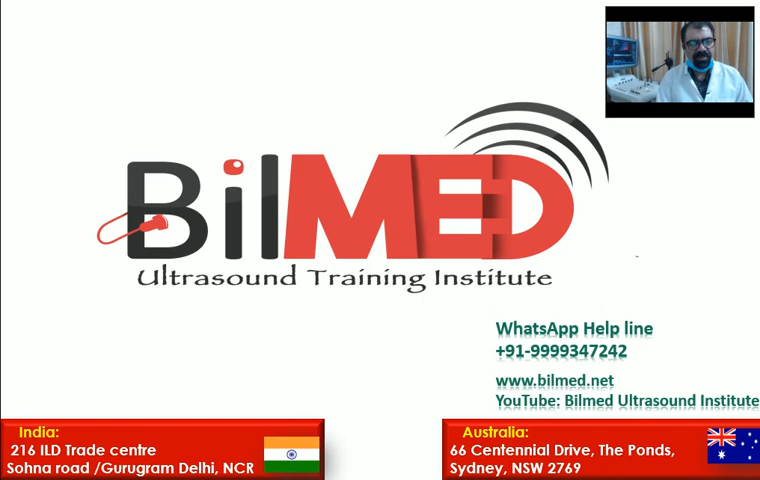 BilMED
Ultrasound Training Institute
WhatsApp Help line
+91-9999347242
www.bilmed.net
YouTube: Bilmed Ultrasound Institute
India:
216 ILD Trade centre
Sohna road /Gurugram Delhi, NCR
Australia:
66 Centennial Drive, The Ponds,
Sydney, NSW 2769